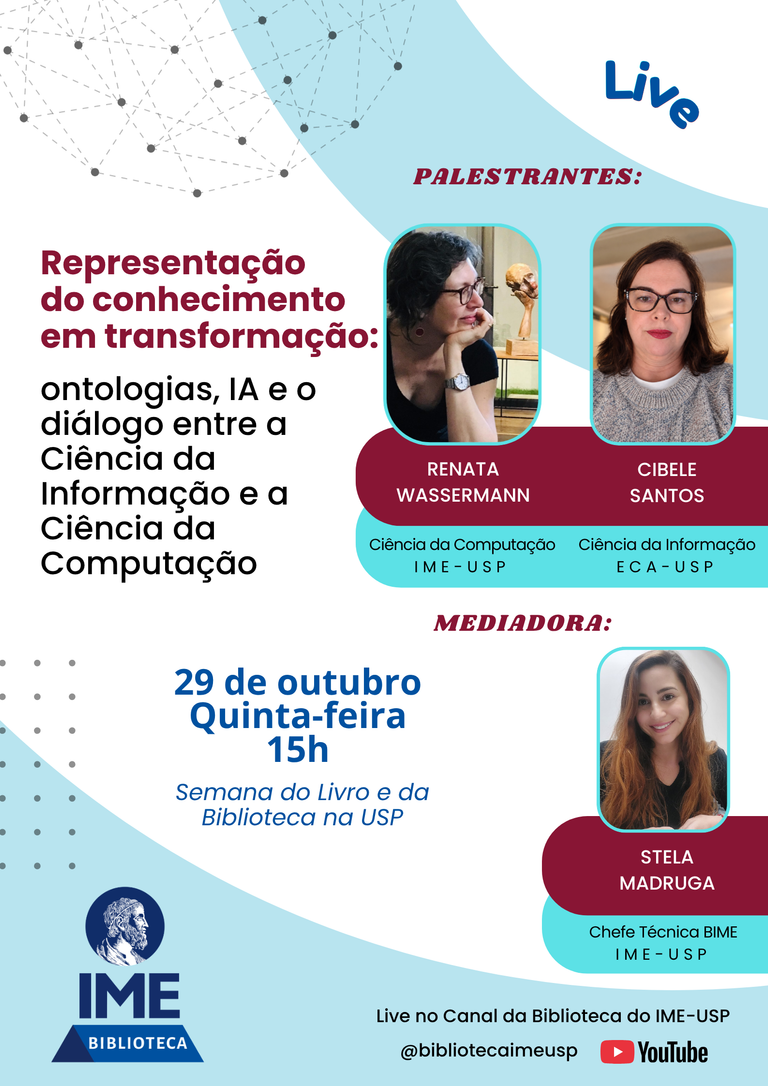 Live
PALESTRANTES:
Representação
do conhecimento
em transformação:
ontologias, IA e o
diálogo entre a
Ciência da
Informação e a
Ciência da
Computação
RENATA
WASSERMANN
Ciência da Computação
IME-USP
CIBELE
SANTOS
Ciência da Informação
ECA-USP
MEDIADORA:
29 de outubro
Quinta-feira
15h
Semana do Livro e da
Biblioteca na USP
STELA
MADRUGA
Chefe Técnica BIME
IME-USP
IME
BIBLIOTECA
Live no Canal da Biblioteca do IME-USP
@bibliotecaimeusp
YouTube